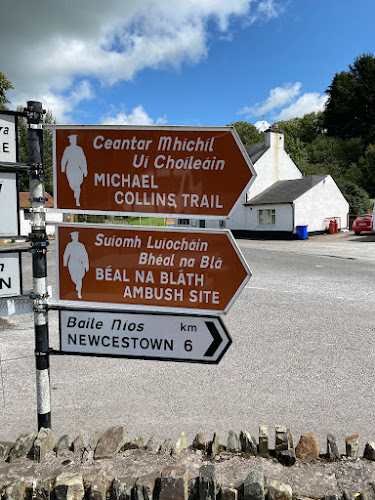 Ceantar Mhichíl
Uí Choileáin
MICHAEL
COLLINS TRAIL
Suíomh Luíocháin
Bhéal na Blá
BÉAL NA BLÁTH
AMBUSH SITE
Baile Níos km
NEWCESTOWN 6